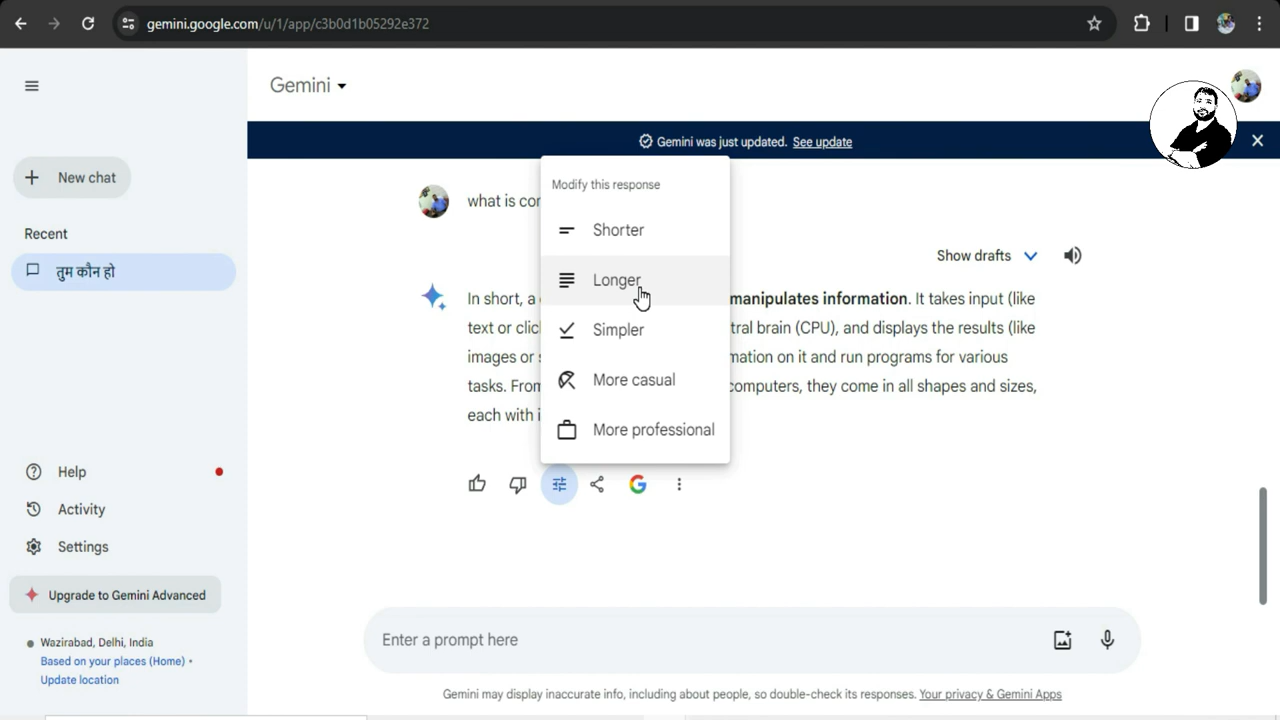 gemini.google.com/u/1/app/c3b0d1b05292e372
Gemini
Gemini was just updated. See update
New chat
Recent
तुम कौन हो
what is
Modify this response
Shorter
Longer
Simpler
More casual
More professional
Show drafts
In short, a manipulates information. It takes input (like
text or brain (CPU), and displays the results (like
images or on it and run programs for various
tasks. computers, they come in all shapes and sizes,
each with
Help
Activity
Settings
Upgrade to Gemini Advanced
Wazirabad, Delhi, India
Based on your places (Home) •
Update location
Enter a prompt here
Gemini may display inaccurate info, including about people, so double-check its responses. Your privacy & Gemini Apps